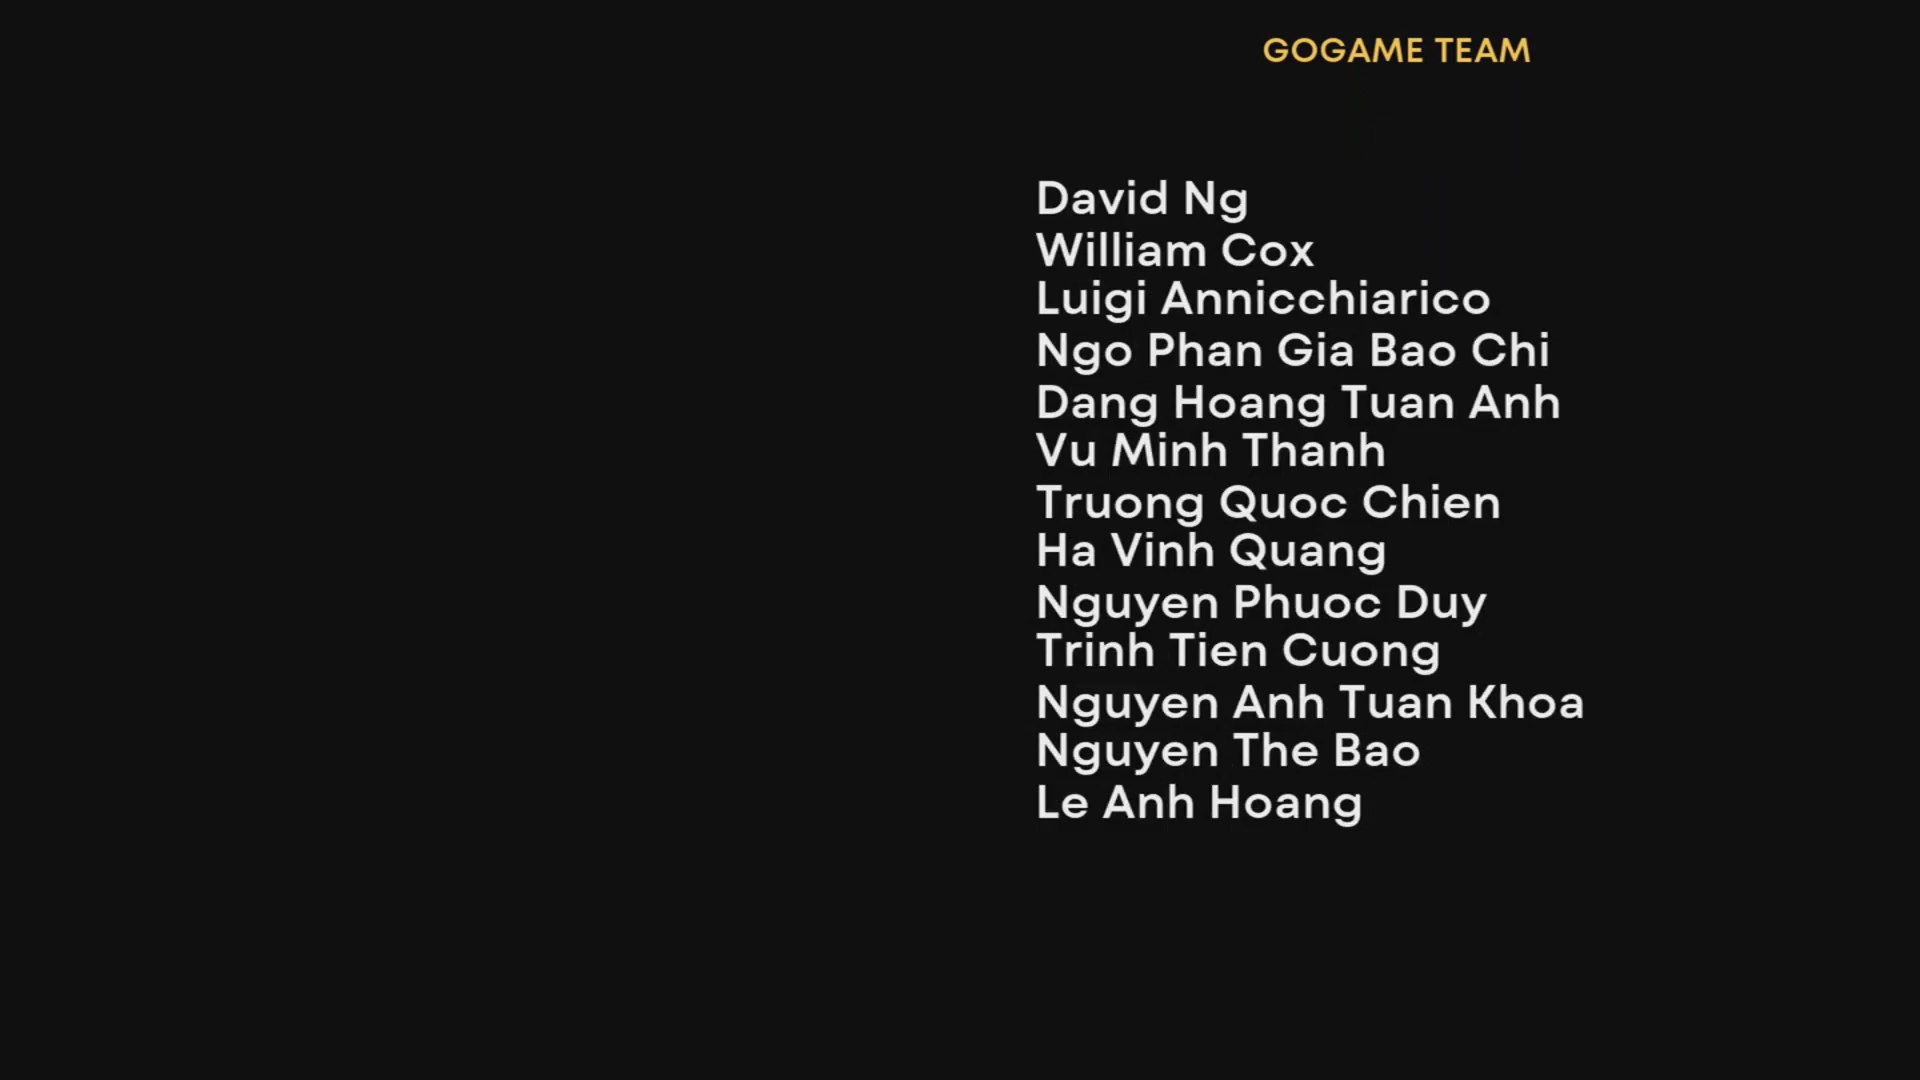 GOGAME TEAM
David Ng
William Cox
Luigi Annicchiarico
Ngo Phan Gia Bao Chi
Dang Hoang Tuan Anh
Vu Minh Thanh
Truong Quoc Chien
Ha Vinh Quang
Nguyen Phuoc Duy
Trinh Tien Cuong
Nguyen Anh Tuan Khoa
Nguyen The Bao
Le Anh Hoang